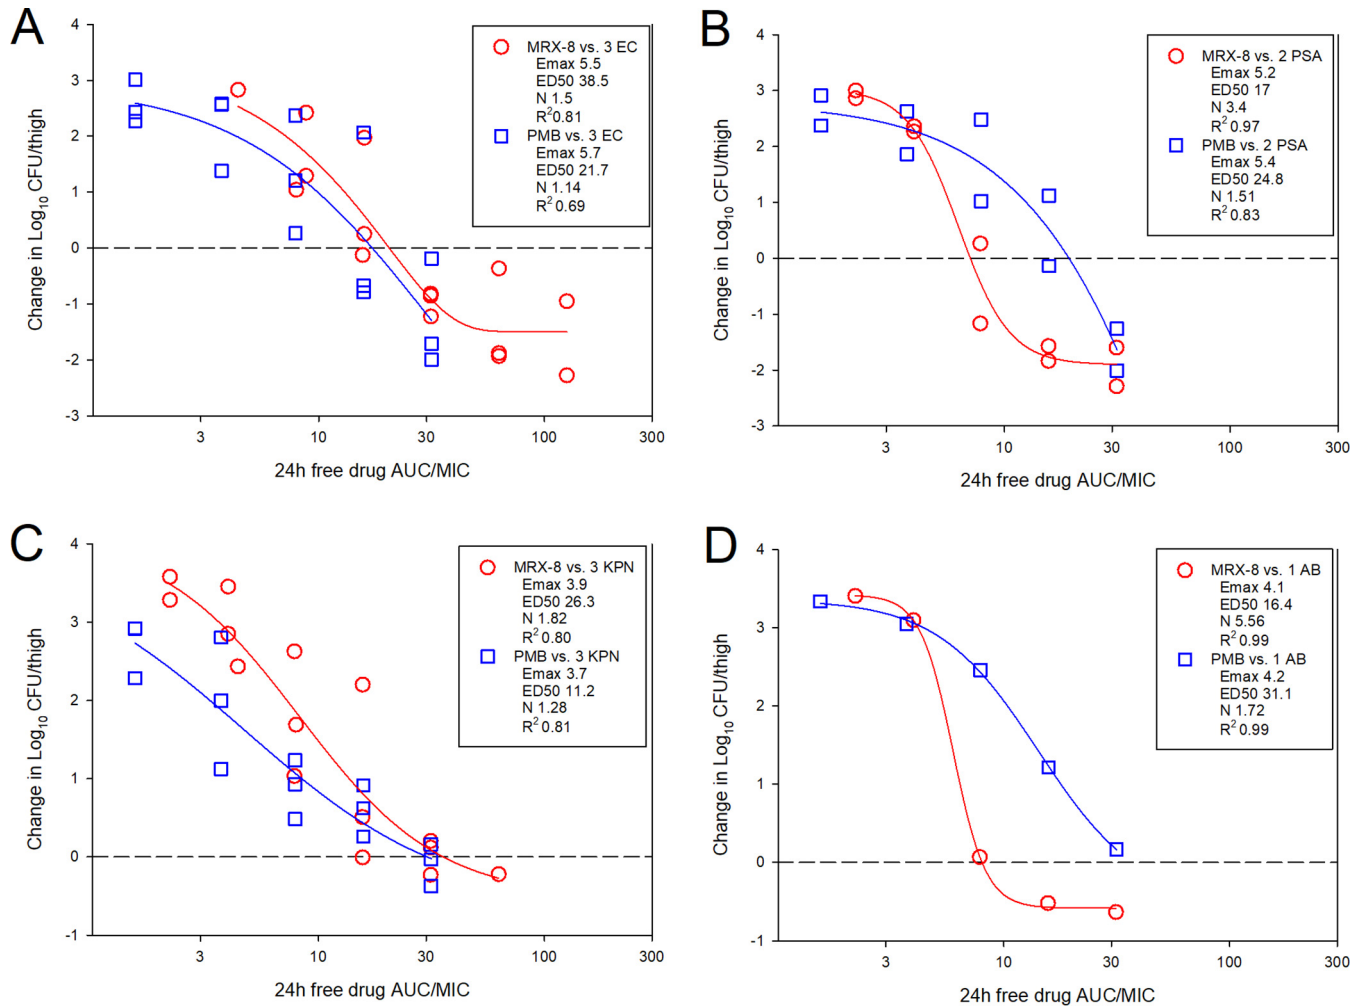 A
4
3
2
1
0
-1
-2
-3
Change in Log10 CFU/thigh
3 10 30 100 300
24h free drug AUC/MIC
MRX-8 vs. 3 EC
Emax 5.5
ED50 38.5
N 1.5
R2 0.81
PMB vs. 3 EC
Emax 5.7
ED50 21.7
N 1.14
R2 0.69
B
4
3
2
1
0
-1
-2
-3
Change in Log10 CFU/thigh
3 10 30 100 300
24h free drug AUC/MIC
MRX-8 vs. 2 PSA
Emax 5.2
ED50 17
N 3.4
R2 0.97
PMB vs. 2 PSA
Emax 5.4
ED50 24.8
N 1.51
R2 0.83
C
4
3
2
1
0
-1
Change in Log10 CFU/thigh
3 10 30 100 300
24h free drug AUC/MIC
MRX-8 vs. 3 KPN
Emax 3.9
ED50 26.3
N 1.82
R2 0.80
PMB vs. 3 KPN
Emax 3.7
ED50 11.2
N 1.28
R2 0.81
D
4
3
2
1
0
-1
Change in Log10 CFU/thigh
3 10 30 100 300
24h free drug AUC/MIC
MRX-8 vs. 1 AB
Emax 4.1
ED50 16.4
N 5.56
R2 0.99
PMB vs. 1 AB
Emax 4.2
ED50 31.1
N 1.72
R2 0.99